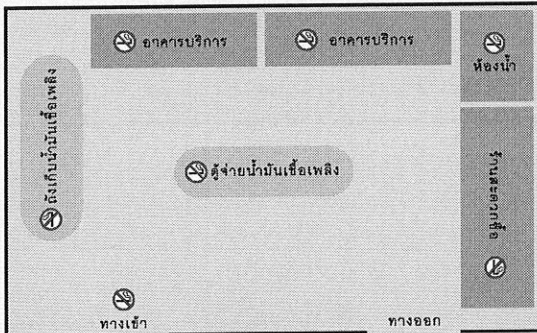 อาคารบริการ
อาคารบริการ
ห้องน้ำ
ถังเก็บน้ำมันเชื้อเพลิง
ตู้จ่ายน้ำมันเชื้อเพลิง
ร้านสะดวกซื้อ
ทางเข้า
ทางออก